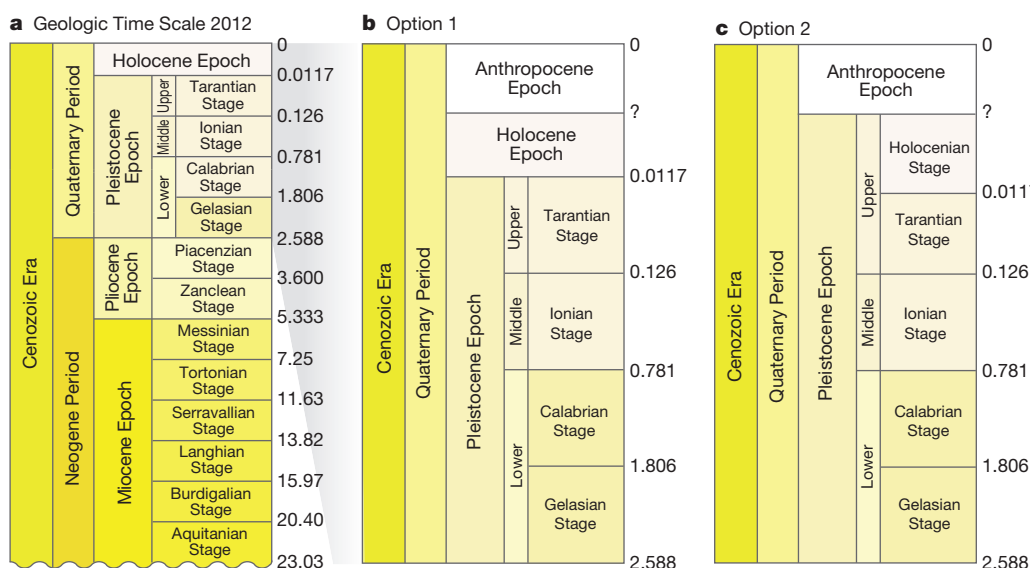 a Geologic Time Scale 2012
Cenozoic Era
Quaternary Period
Neogene Period
Holocene Epoch
Pleistocene
Epoch
Pliocene
Epoch
Miocene Epoch
Upper
Middle
Lower
Tarantian
Stage
Ionian
Stage
Calabrian
Stage
Gelasian
Stage
Piacenzian
Stage
Zanclean
Stage
Messinian
Stage
Tortonian
Stage
Serravallian
Stage
Langhian
Stage
Burdigalian
Stage
Aquitanian
Stage
0
0.0117
0.126
0.781
1.806
2.588
3.600
5.333
7.25
11.63
13.82
15.97
20.40
23.03
b Option 1
Cenozoic Era
Quaternary Period
Anthropocene
Epoch
Holocene
Epoch
Pleistocene Epoch
Upper
Middle
Lower
Tarantian
Stage
Ionian
Stage
Calabrian
Stage
Gelasian
Stage
0
?
0.0117
0.126
0.781
1.806
2.588
c Option 2
Cenozoic Era
Quaternary Period
Anthropocene
Epoch
Pleistocene Epoch
Upper
Middle
Lower
Holocenian
Stage
Tarantian
Stage
Ionian
Stage
Calabrian
Stage
Gelasian
Stage
0
?
0.0117
0.126
0.781
1.806
2.588